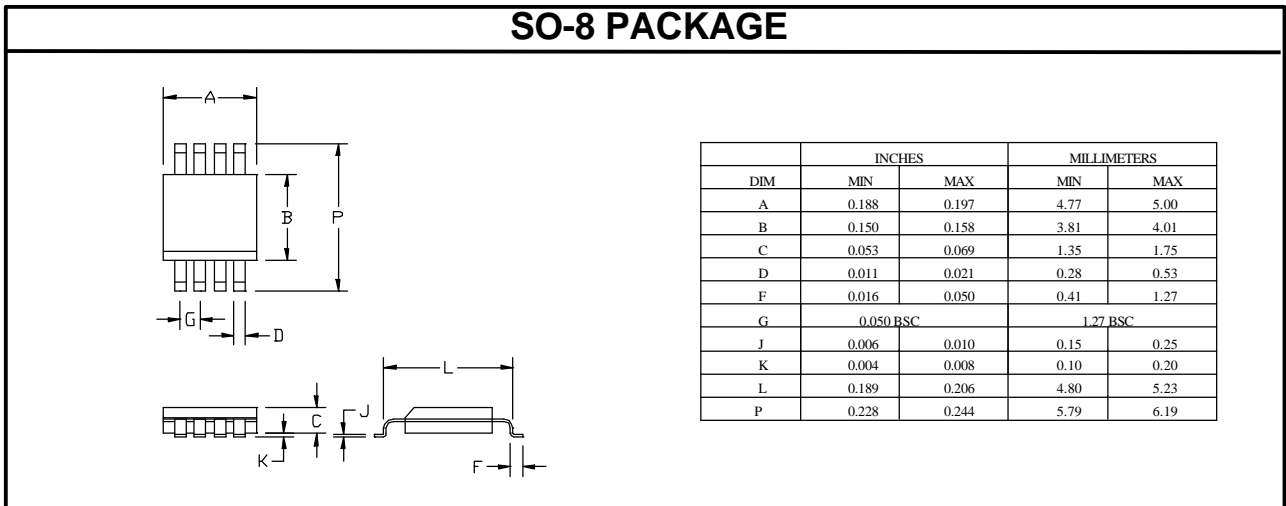 SO-8 PACKAGE
A
B
P
G
D
L
J
C
K
F
INCHES MILLIMETERS
DIM MIN MAX MIN MAX
A 0.188 0.197 4.77 5.00
B 0.150 0.158 3.81 4.01
C 0.053 0.069 1.35 1.75
D 0.011 0.021 0.28 0.53
F 0.016 0.050 0.41 1.27
G 0.050 BSC 1.27 BSC
J 0.006 0.010 0.15 0.25
K 0.004 0.008 0.10 0.20
L 0.189 0.206 4.80 5.23
P 0.228 0.244 5.79 6.19